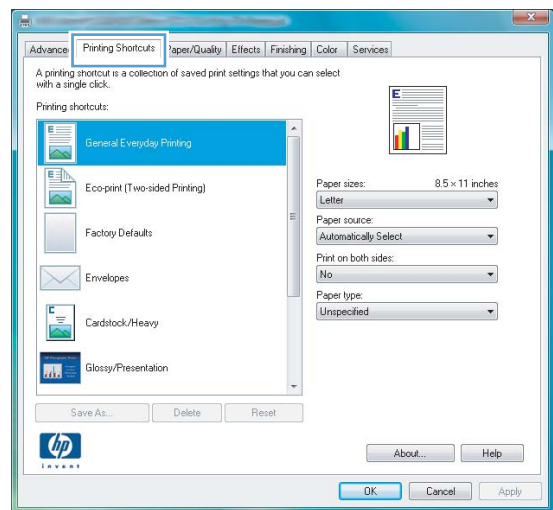 Advance Printing Shortcuts Paper/Quality Effects Finishing Color Services
A printing shortcut is a collection of saved print settings that you can select
with a single click.
Printing shortcuts:
E
General Everyday Printing
Eco-print (Two-sided Printing)
Factory Defaults
Envelopes
Cardstock/Heavy
Glossy/Presentation
E
Paper sizes: 8.5 × 11 inches
Letter
Paper source:
Automatically Select
Print on both sides:
No
Paper type:
Unspecified
Save As... Delete Reset
hp
invent
About... Help
OK Cancel Apply